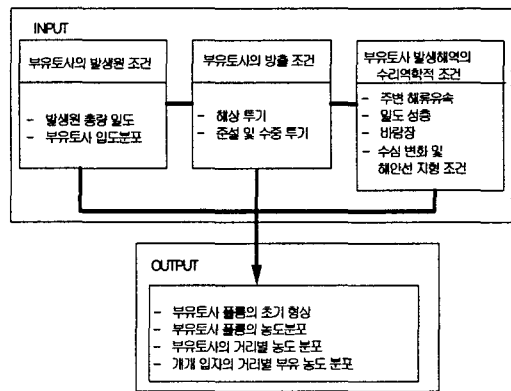 INPUT
부유토사의 발생원 조건
- 발생원 총량 밀도
- 부유토사 입도분포
부유토사의 방출 조건
- 해상 투기
- 준설 및 수중 투기
부유토사 발생해역의
수리역학적 조건
- 주변 해류유속
- 밀도 성층
- 바람장
- 수심 변화 및
해안선 지형 조건
OUTPUT
- 부유토사 플룸의 초기 형상
- 부유토사 플룸의 농도분포
- 부유토사의 거리별 농도 분포
- 개개 입자의 거리별 부유 농도 분포